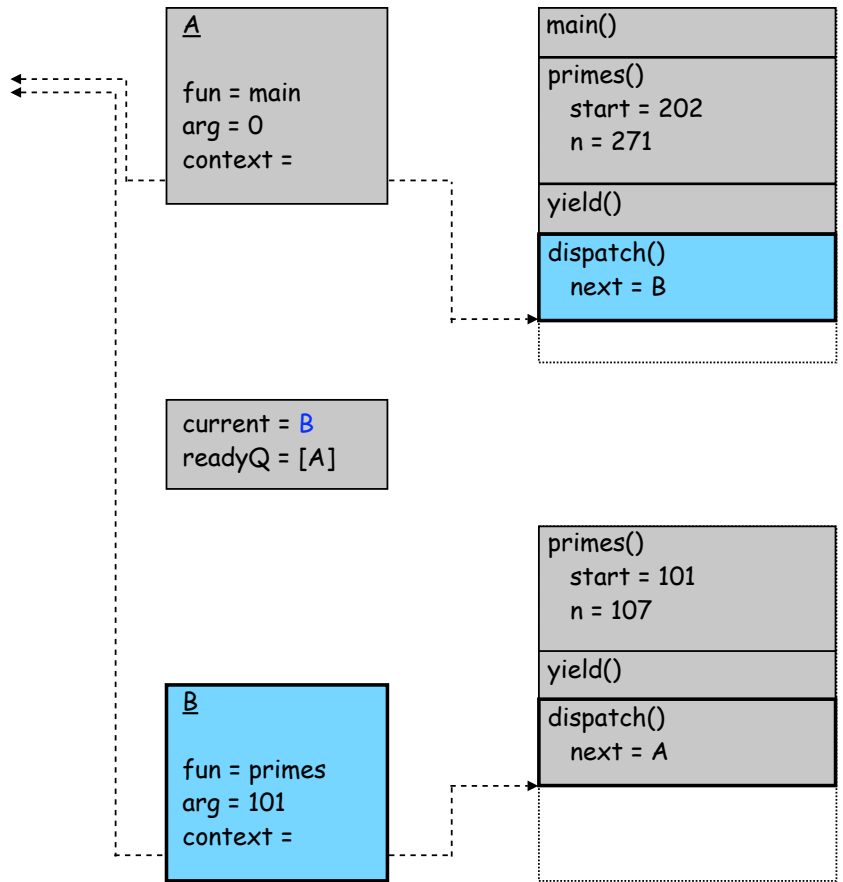 A
fun = main
arg = 0
context =
main()
primes()
start = 202
n = 271
yield()
dispatch()
next = B
current = B
readyQ = [A]
primes()
start = 101
n = 107
yield()
dispatch()
next = A
B
fun = primes
arg = 101
context =